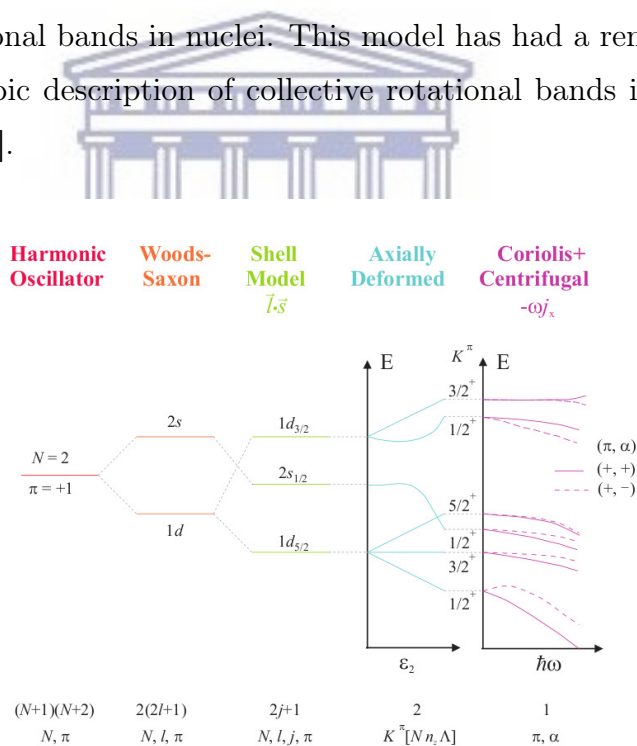 onal bands in nuclei. This model has had a ren
pic description of collective rotational bands i
].
Harmonic Oscillator
Woods-Saxon
Shell Model
l⃗·s⃗
Axially Deformed
Coriolis+ Centrifugal
-ωjₓ
N = 2
π = +1
2s
1d
1d₃/₂
2s₁/₂
1d₅/₂
E
ε₂
K^π
3/2⁺
1/2⁺
5/2⁺
1/2⁺
3/2⁺
1/2⁺
E
ħω
(π, α)
(+, +)
(+, −)
(N+1)(N+2) 2(2l+1) 2j+1 2 1
N, π N, l, π N, l, j, π K^π[N n_z Λ] π, α